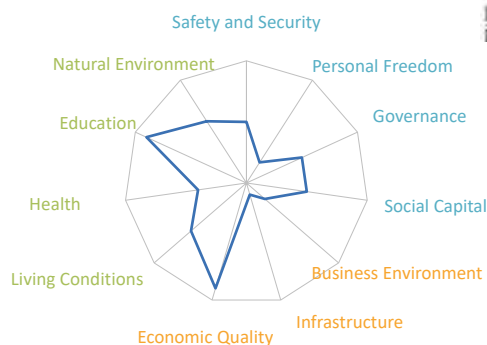 Safety and Security
Natural Environment
Personal Freedom
Education
Governance
Health
Social Capital
Living Conditions
Business Environment
Economic Quality
Infrastructure